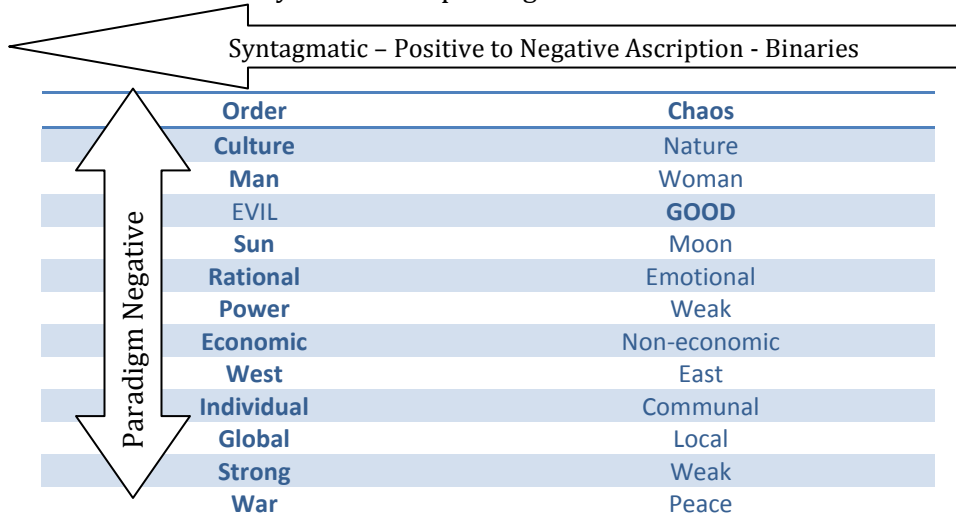 Syntagmatic – Positive to Negative Ascription - Binaries
Order Chaos
Culture Nature
Man Woman
EVIL GOOD
Sun Moon
Rational Emotional
Power Weak
Economic Non-economic
West East
Individual Communal
Global Local
Strong Weak
War Peace
Paradigm Negative